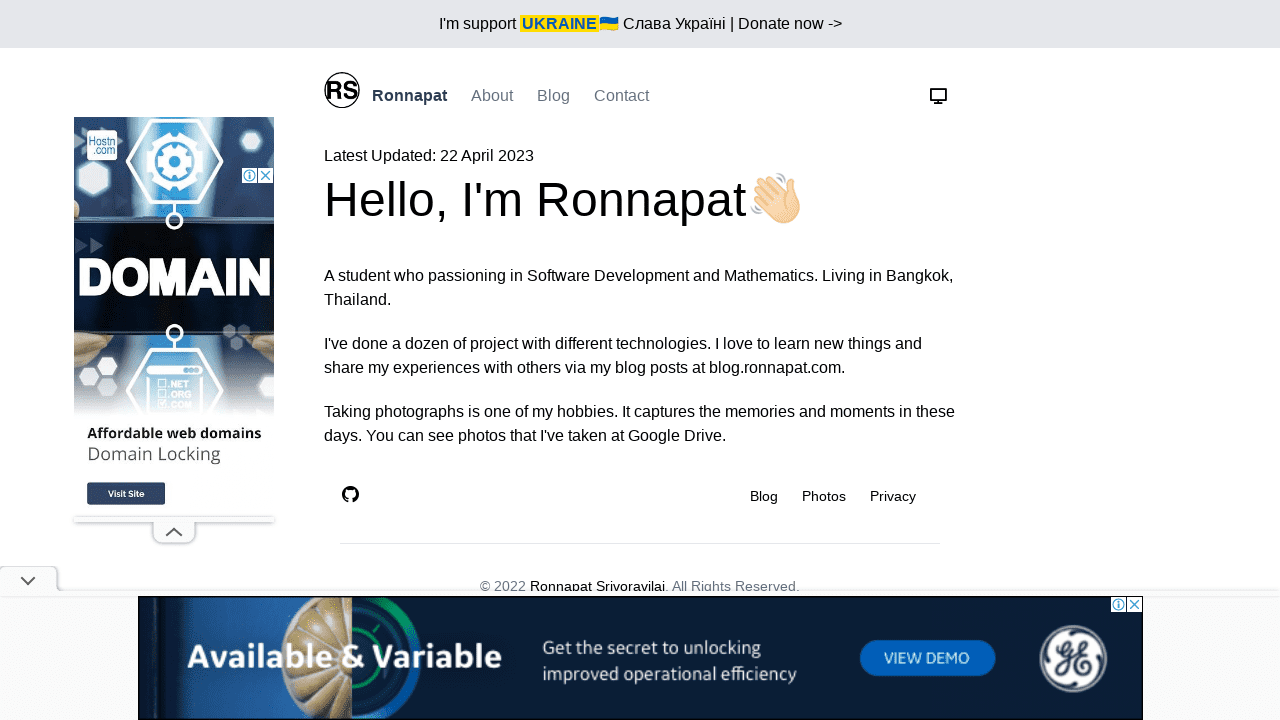 I'm support UKRAINE🇺🇦 Слава Україні | Donate now ->
RS Ronnapat About Blog Contact
Hostn.com
DOMAIN
.NET
.ORG
.COM
Affordable web domains
Domain Locking
Visit Site
Latest Updated: 22 April 2023
Hello, I'm Ronnapat👋🏻
A student who passioning in Software Development and Mathematics. Living in Bangkok,
Thailand.
I've done a dozen of project with different technologies. I love to learn new things and
share my experiences with others via my blog posts at blog.ronnapat.com.
Taking photographs is one of my hobbies. It captures the memories and moments in these
days. You can see photos that I've taken at Google Drive.
Blog Photos Privacy
© 2022 Ronnapat Srivoravilai. All Rights Reserved.
Available & Variable
Get the secret to unlocking
improved operational efficiency
VIEW DEMO
GE